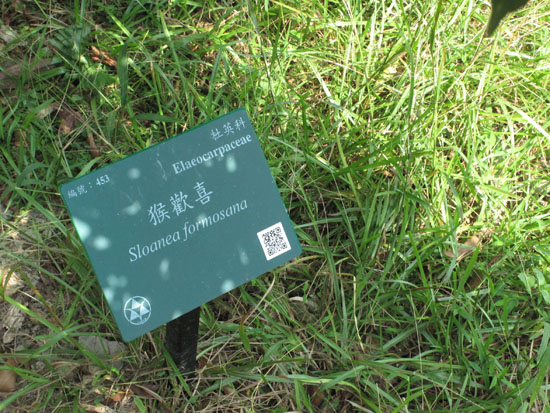 杜英科
編號：453
Elaeocarpaceae
猴歡喜
Sloanea formosana